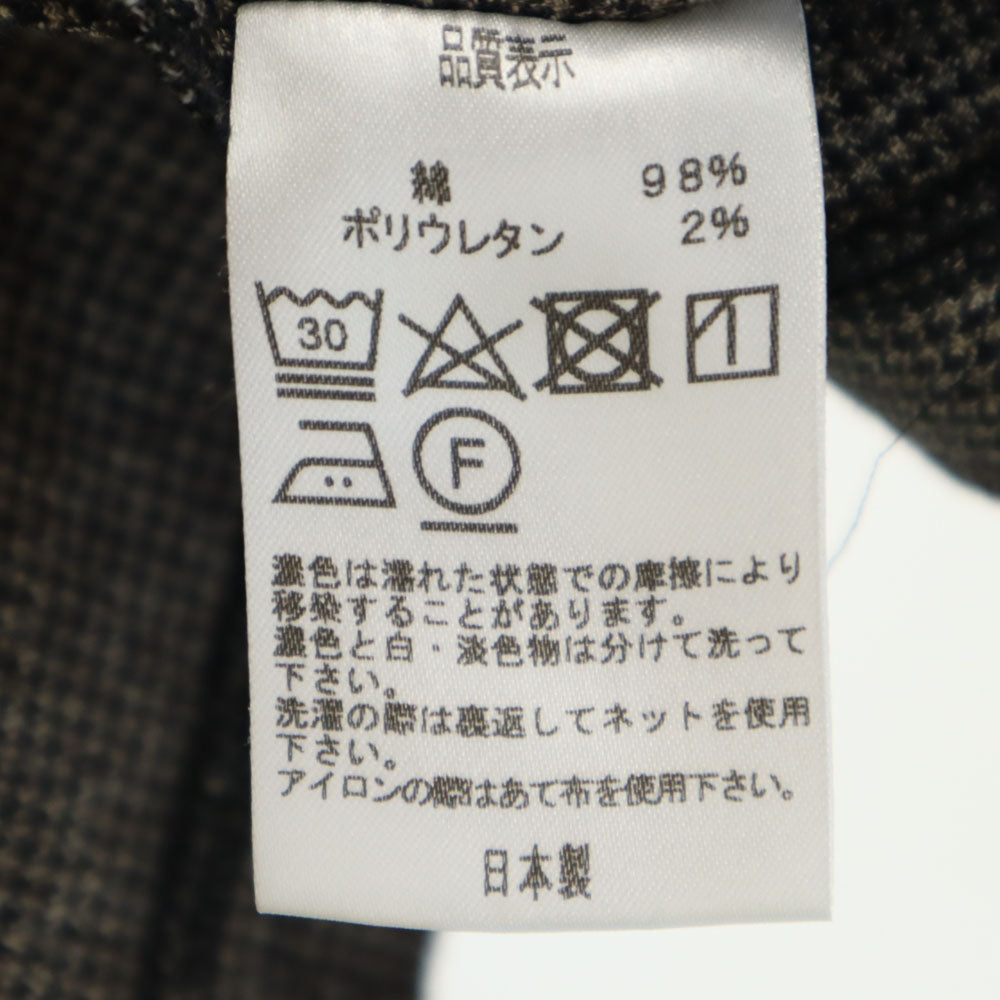 品質表示
綿 98%
ポリウレタン 2%
30
F
濃色は濡れた状態での摩擦により
移染することがあります。
濃色と白・淡色物は分けて洗って
下さい。
洗濯の際は裏返してネットを使用
下さい。
アイロンの際はあて布を使用下さい。
日本製